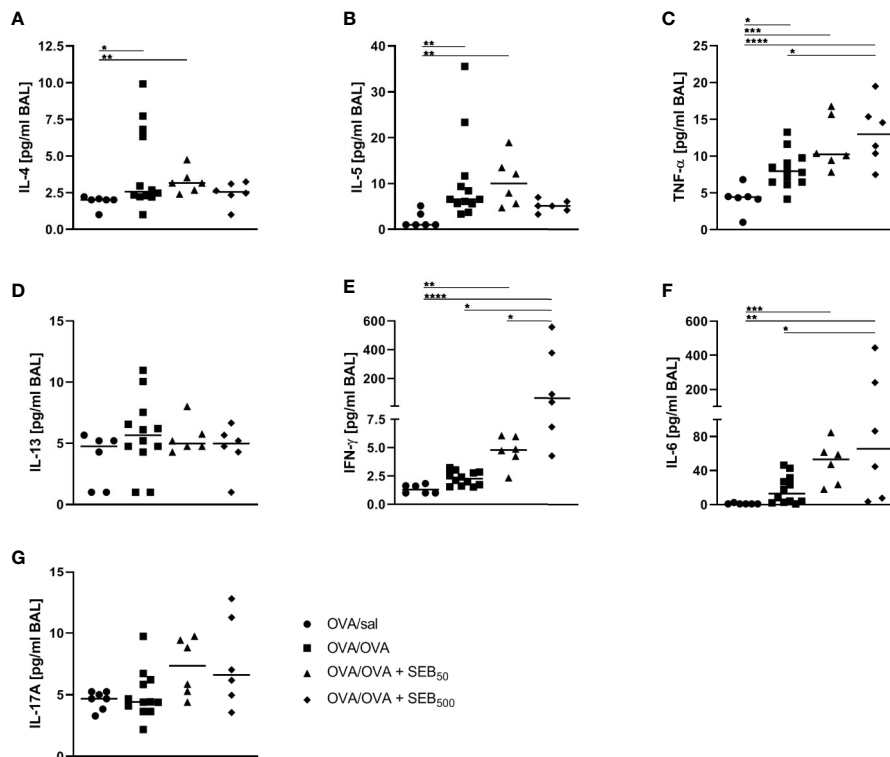 A
IL-4 [pg/ml BAL]
12.5
10.0
7.5
5.0
2.5
0.0
*
**
B
IL-5 [pg/ml BAL]
40
30
20
10
0
**
**
C
TNF-α [pg/ml BAL]
25
20
15
10
5
0
*
***
****
*
D
IL-13 [pg/ml BAL]
15
10
5
0
E
IFN-γ [pg/ml BAL]
600
400
200
7.5
5.0
2.5
0.0
**
****
*
*
F
IL-6 [pg/ml BAL]
600
400
200
80
40
0
***
**
*
G
IL-17A [pg/ml BAL]
15
10
5
0
OVA/sal
OVA/OVA
OVA/OVA + SEB50
OVA/OVA + SEB500